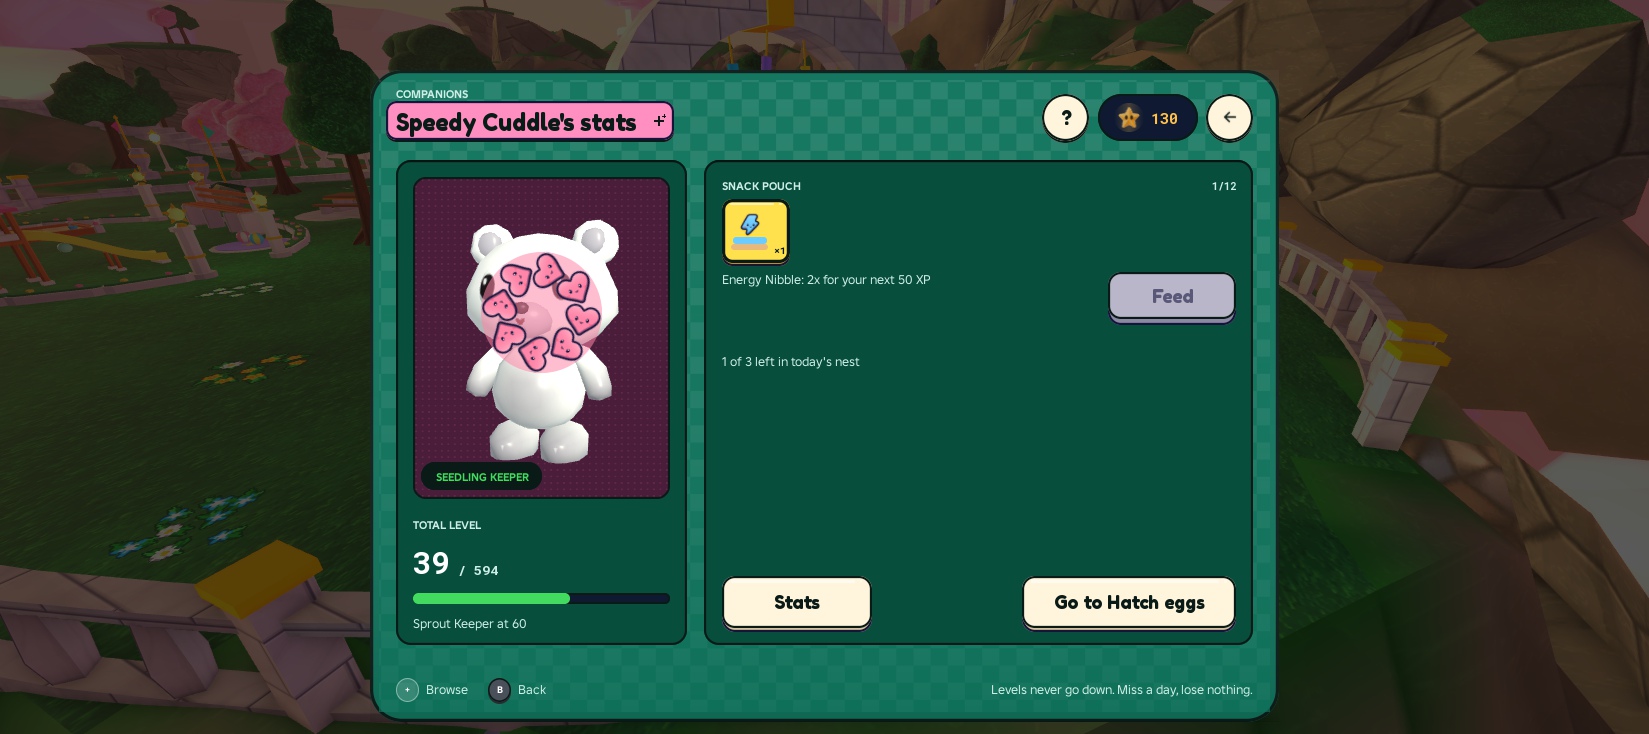 COMPANIONS
Speedy Cuddle's stats
?
130
SEEDLING KEEPER
TOTAL LEVEL
39 / 594
Sprout Keeper at 60
SNACK POUCH
1/12
×1
Energy Nibble: 2x for your next 50 XP
Feed
1 of 3 left in today's nest
Stats
Go to Hatch eggs
Browse
B Back
Levels never go down. Miss a day, lose nothing.